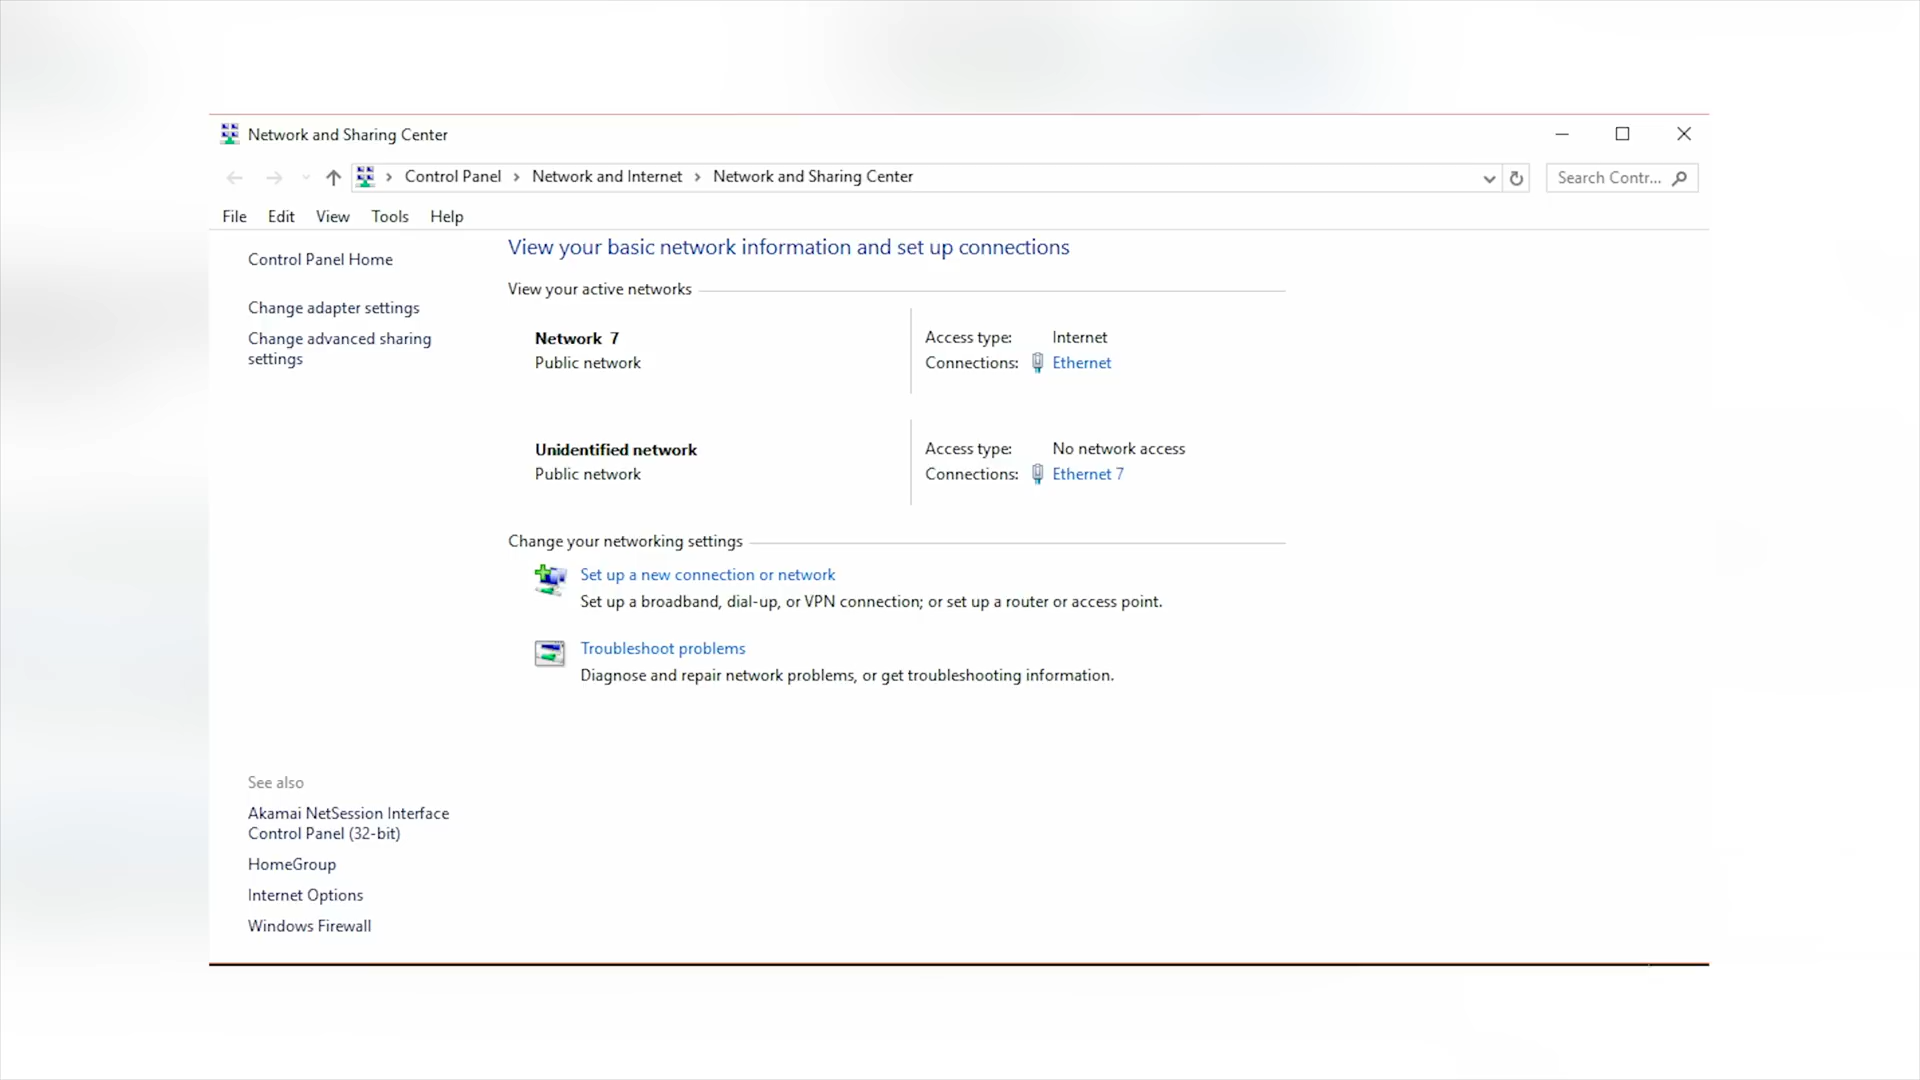 Network and Sharing Center
Control Panel > Network and Internet > Network and Sharing Center
Search Contr...
File Edit View Tools Help
Control Panel Home
Change adapter settings
Change advanced sharing
settings
View your basic network information and set up connections
View your active networks
Network 7
Public network
Access type: Internet
Connections: Ethernet
Unidentified network
Public network
Access type: No network access
Connections: Ethernet 7
Change your networking settings
Set up a new connection or network
Set up a broadband, dial-up, or VPN connection; or set up a router or access point.
Troubleshoot problems
Diagnose and repair network problems, or get troubleshooting information.
See also
Akamai NetSession Interface
Control Panel (32-bit)
HomeGroup
Internet Options
Windows Firewall